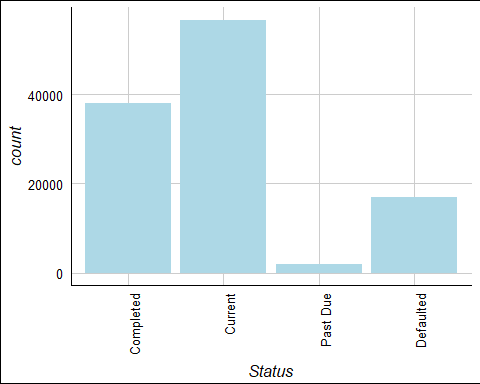 count
40000
20000
0
Completed
Current
Past Due
Defaulted
Status